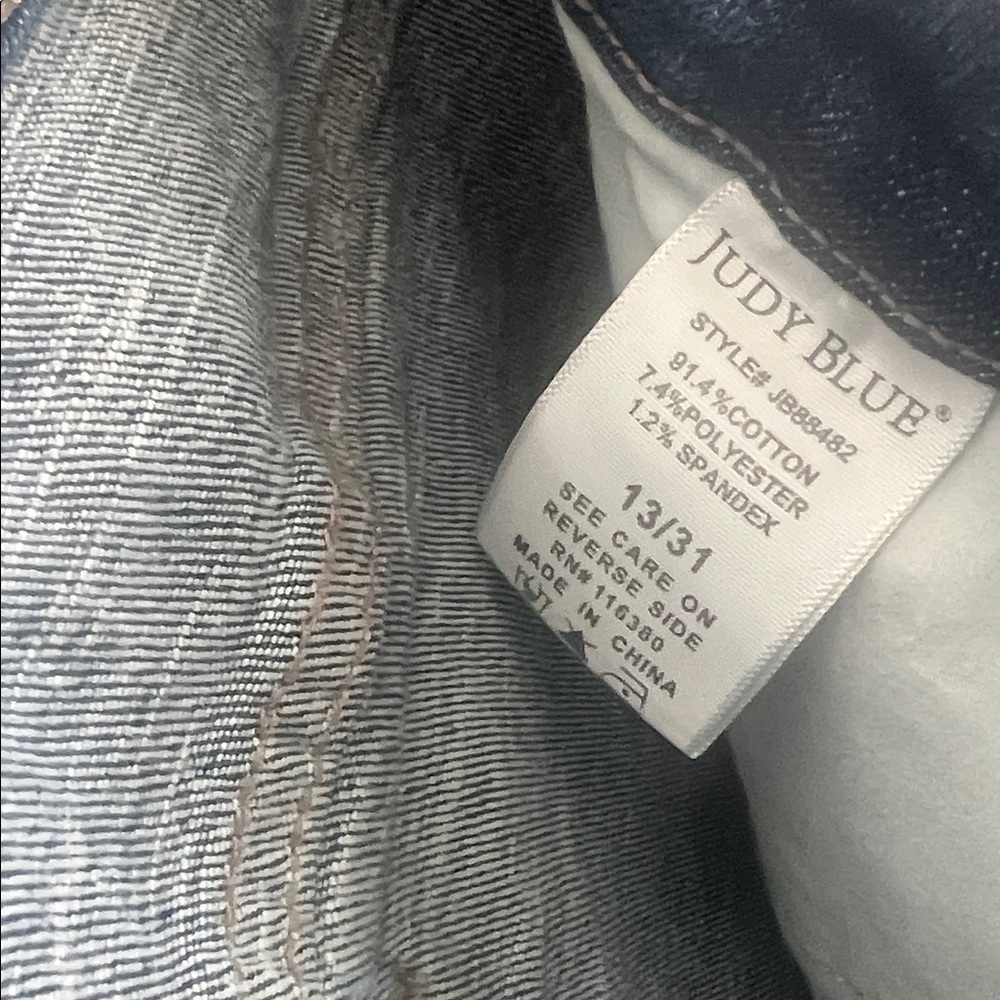 JUDY BLUE®
STYLE# JB88482
91.4%COTTON
7.4%POLYESTER
1.2% SPANDEX
13/31
SEE CARE ON
REVERSE SIDE
RN# 116380
MADE IN CHINA